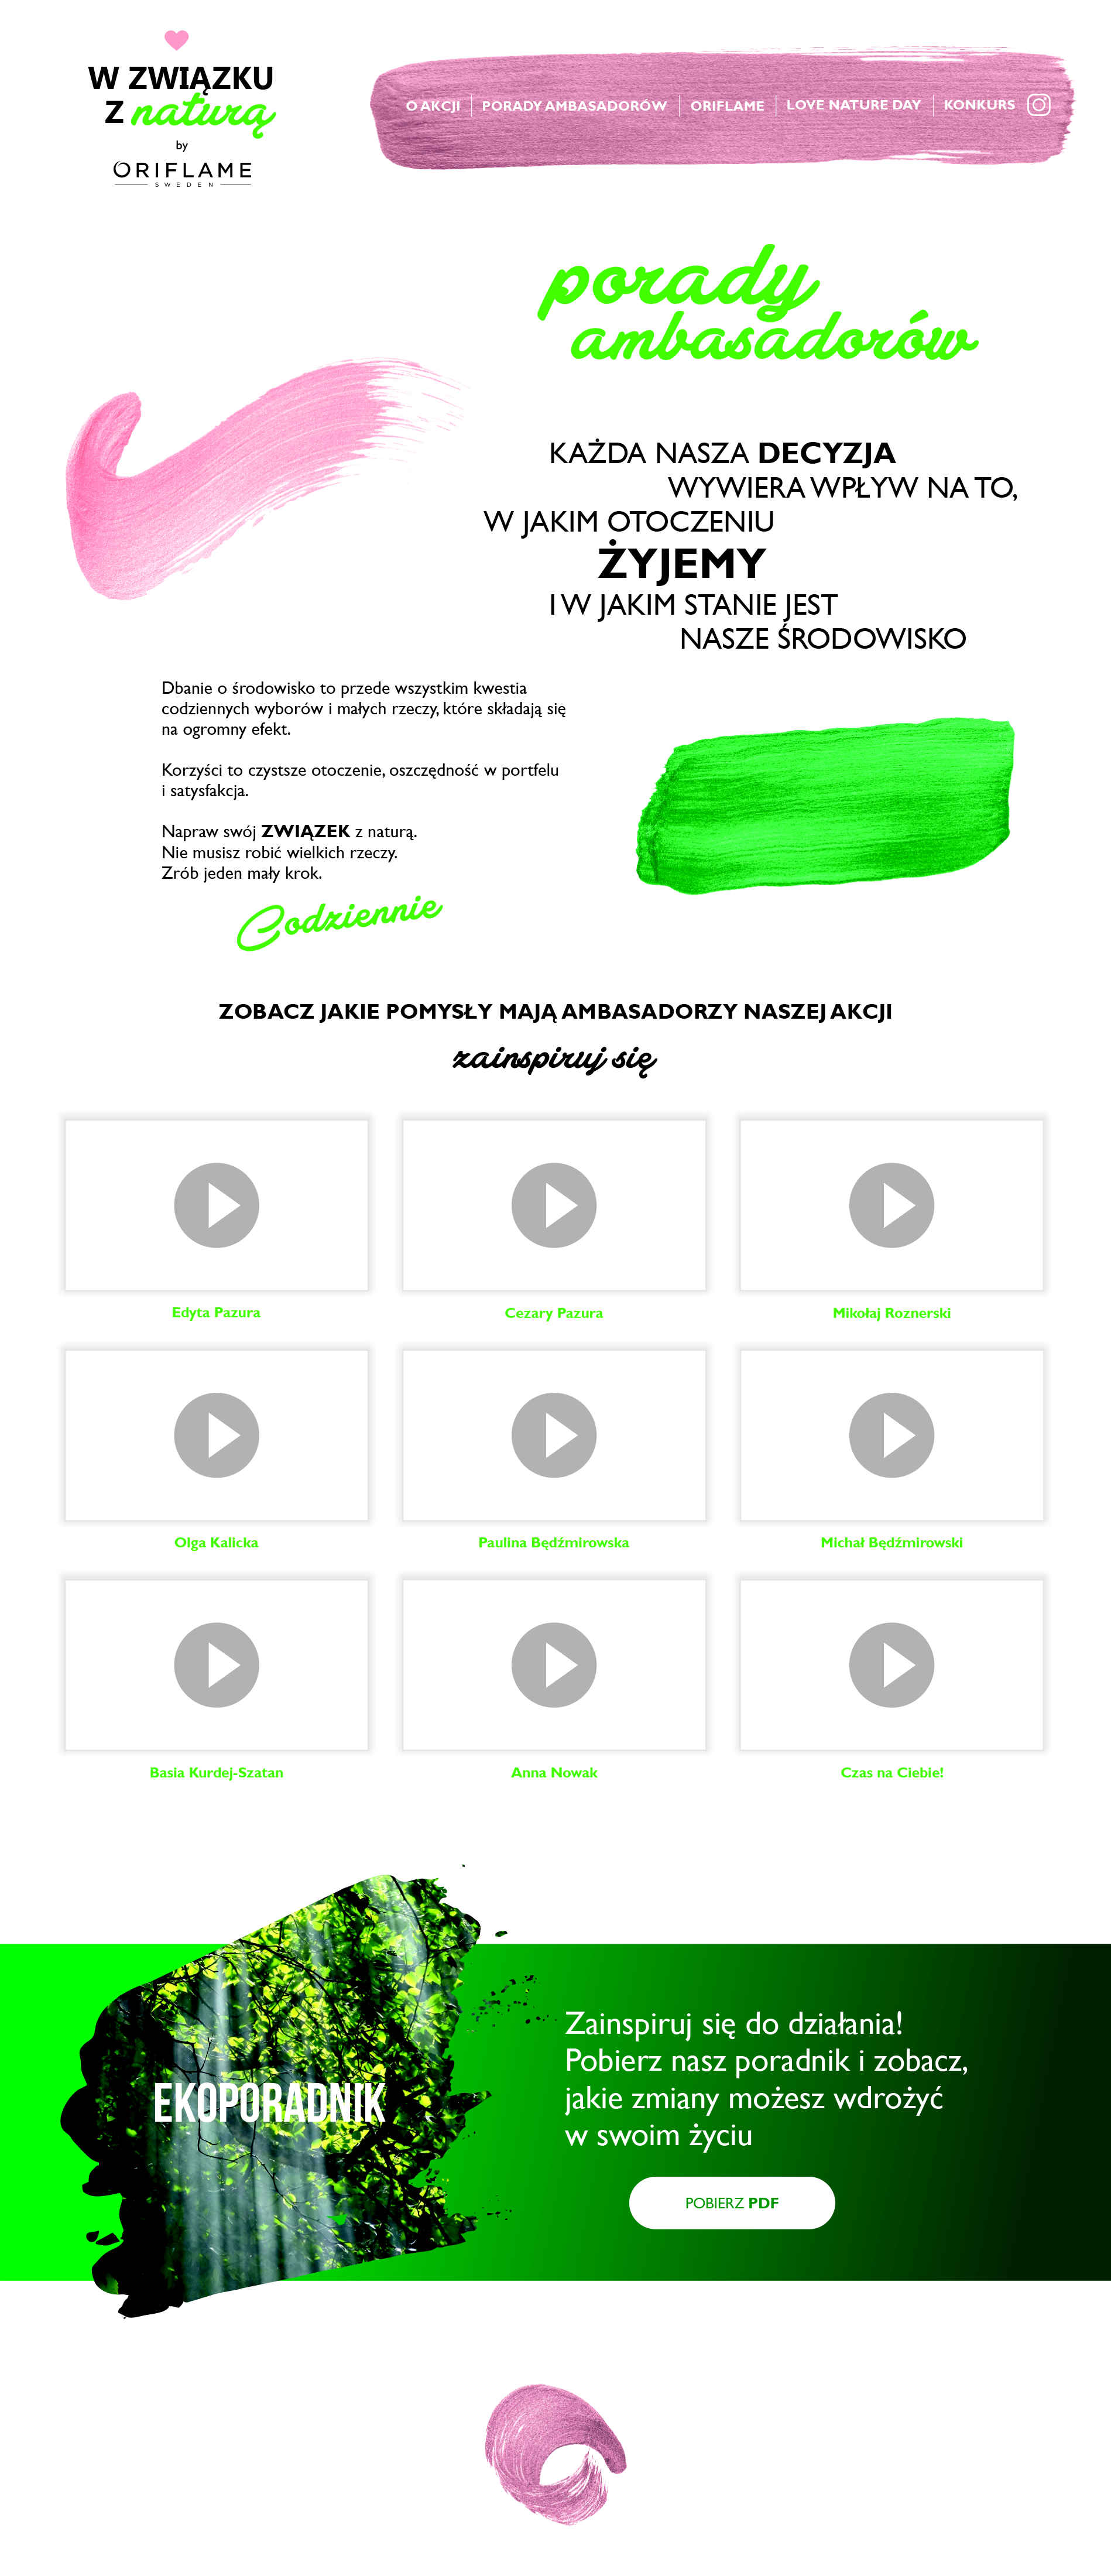 W ZWIĄZKU
Z naturą
by
ORIFLAME
SWEDEN
O AKCJI PORADY AMBASADORÓW ORIFLAME LOVE NATURE DAY KONKURS
porady
ambasadorów
KAŻDA NASZA DECYZJA
WYWIERA WPŁYW NA TO,
W JAKIM OTOCZENIU
ŻYJEMY
I W JAKIM STANIE JEST
NASZE ŚRODOWISKO
Dbanie o środowisko to przede wszystkim kwestia
codziennych wyborów i małych rzeczy, które składają się
na ogromny efekt.
Korzyści to czystsze otoczenie, oszczędność w portfelu
i satysfakcja.
Napraw swój ZWIĄZEK z naturą.
Nie musisz robić wielkich rzeczy.
Zrób jeden mały krok.
Codziennie
ZOBACZ JAKIE POMYSŁY MAJĄ AMBASADORZY NASZEJ AKCJI
zainspiruj się
Edyta Pazura
Cezary Pazura
Mikołaj Roznerski
Olga Kalicka
Paulina Będźmirowska
Michał Będźmirowski
Basia Kurdej-Szatan
Anna Nowak
Czas na Ciebie!
EKOPORADNIK
Zainspiruj się do działania!
Pobierz nasz poradnik i zobacz,
jakie zmiany możesz wdrożyć
w swoim życiu
POBIERZ PDF